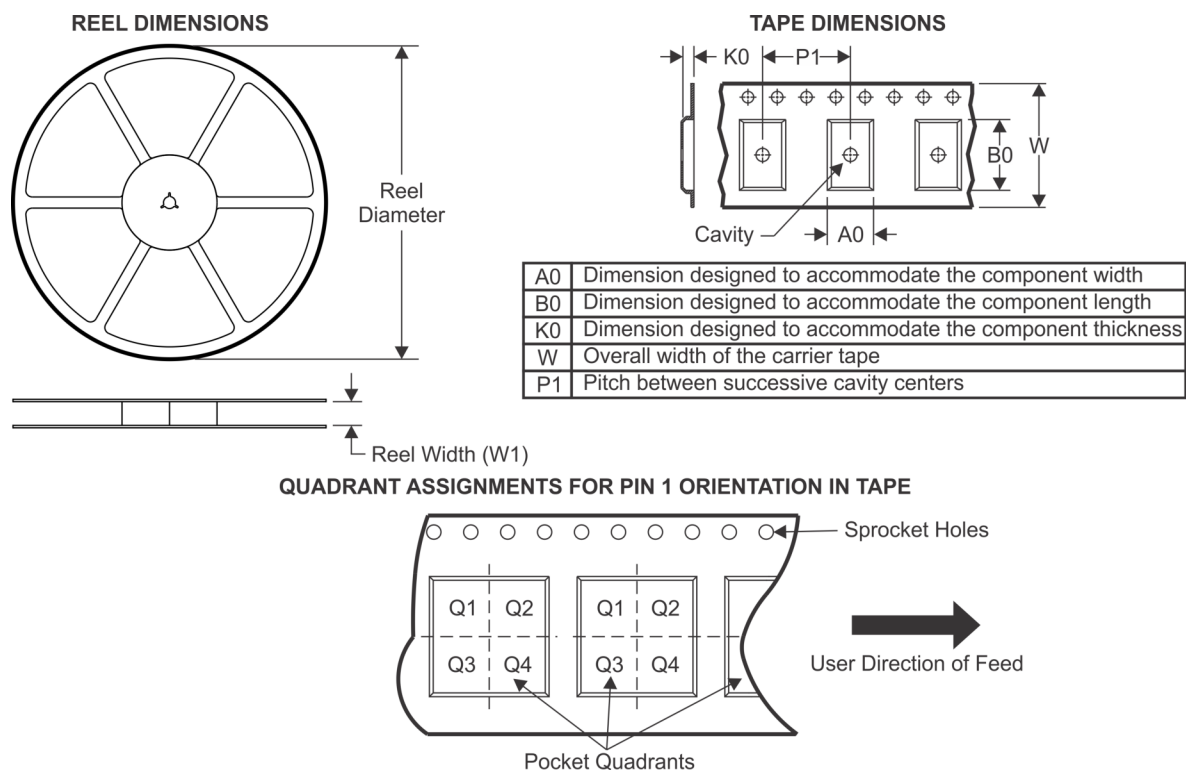 REEL DIMENSIONS
Reel
Diameter
Reel Width (W1)
TAPE DIMENSIONS
K0
P1
B0
W
Cavity
A0
A0 Dimension designed to accommodate the component width
B0 Dimension designed to accommodate the component length
K0 Dimension designed to accommodate the component thickness
W Overall width of the carrier tape
P1 Pitch between successive cavity centers
QUADRANT ASSIGNMENTS FOR PIN 1 ORIENTATION IN TAPE
Sprocket Holes
Q1 Q2 Q1 Q2
Q3 Q4 Q3 Q4
User Direction of Feed
Pocket Quadrants